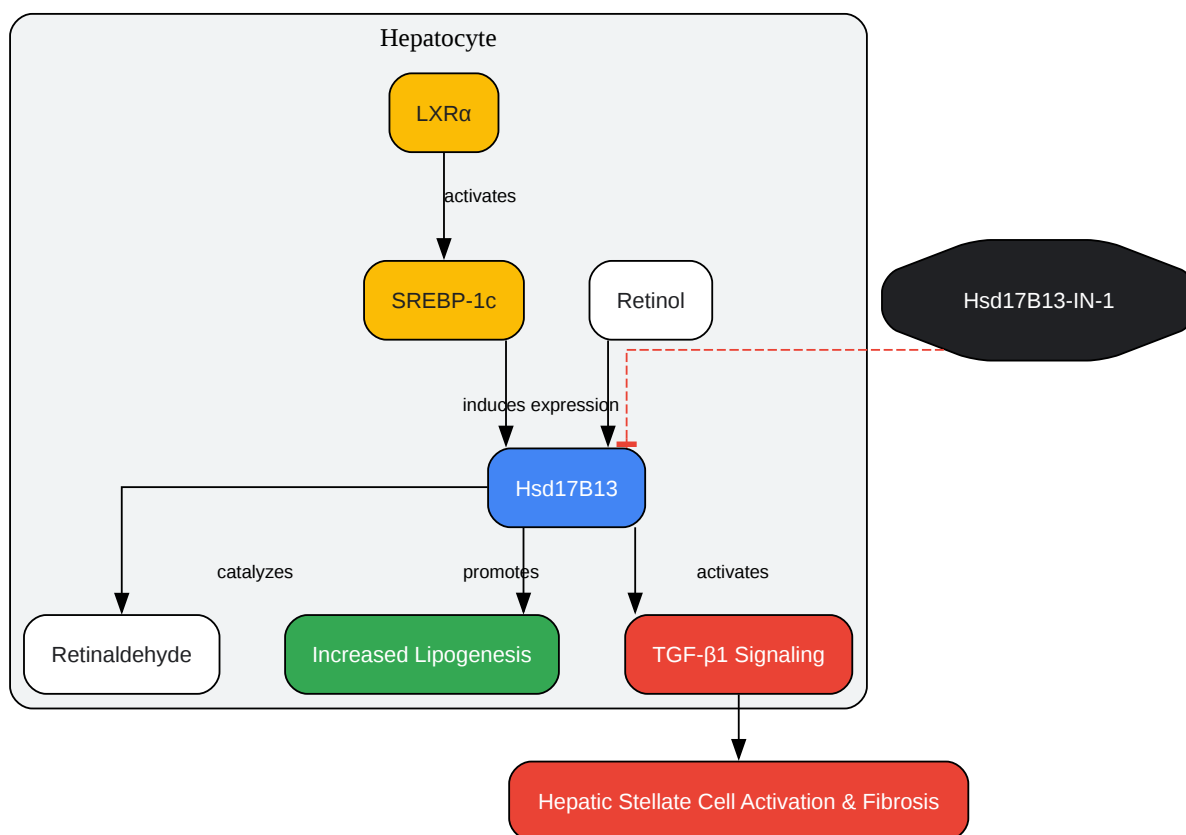 Hepatocyte
LXRα
activates
SREBP-1c
Retinol
Hsd17B13-IN-1
induces expression
Hsd17B13
catalyzes
promotes
activates
Retinaldehyde
Increased Lipogenesis
TGF-β1 Signaling
Hepatic Stellate Cell Activation & Fibrosis